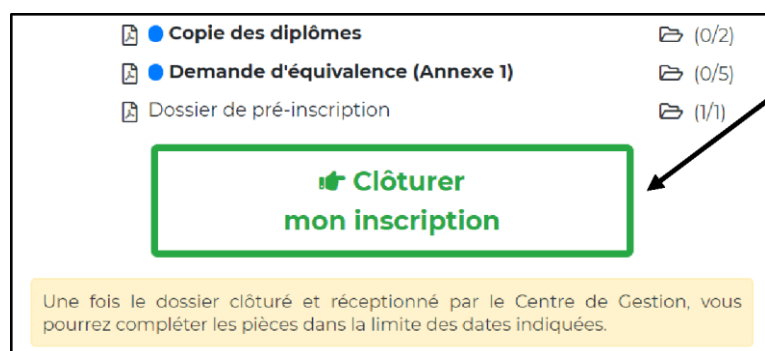 Copie des diplômes (0/2)
Demande d'équivalence (Annexe 1) (0/5)
Dossier de pré-inscription (1/1)
Clôturer
mon inscription
Une fois le dossier clôturé et réceptionné par le Centre de Gestion, vous
pourrez compléter les pièces dans la limite des dates indiquées.